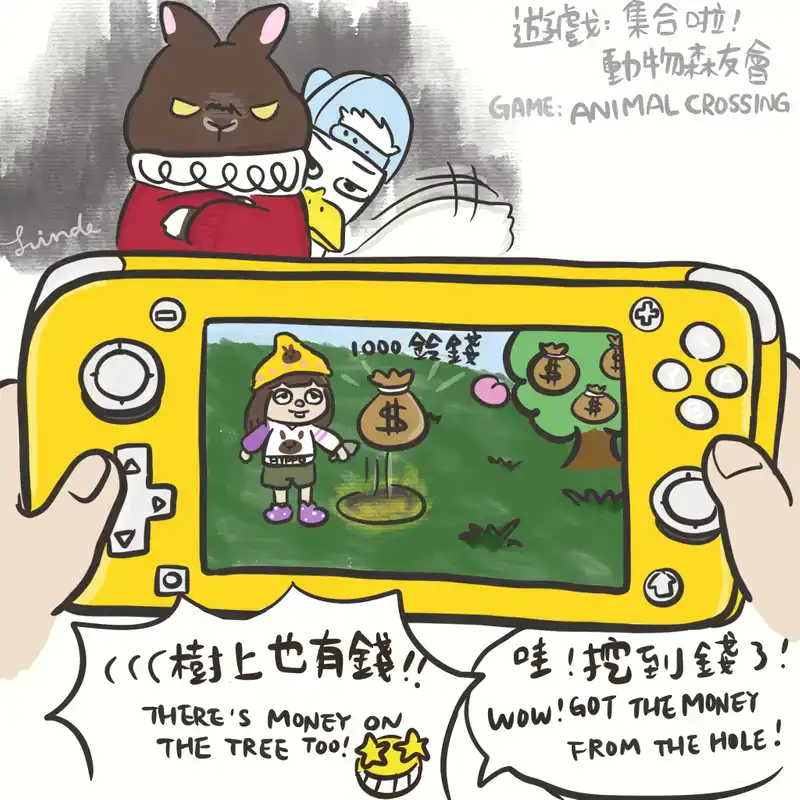 遊戲：集合啦！
動物森友會
GAME: ANIMAL CROSSING
1,000 鈴錢
HIPPO
哇！挖到錢了！
WOW! GOT THE MONEY
FROM THE HOLE!
(((樹上也有錢!!
THERE'S MONEY ON
THE TREE TOO!